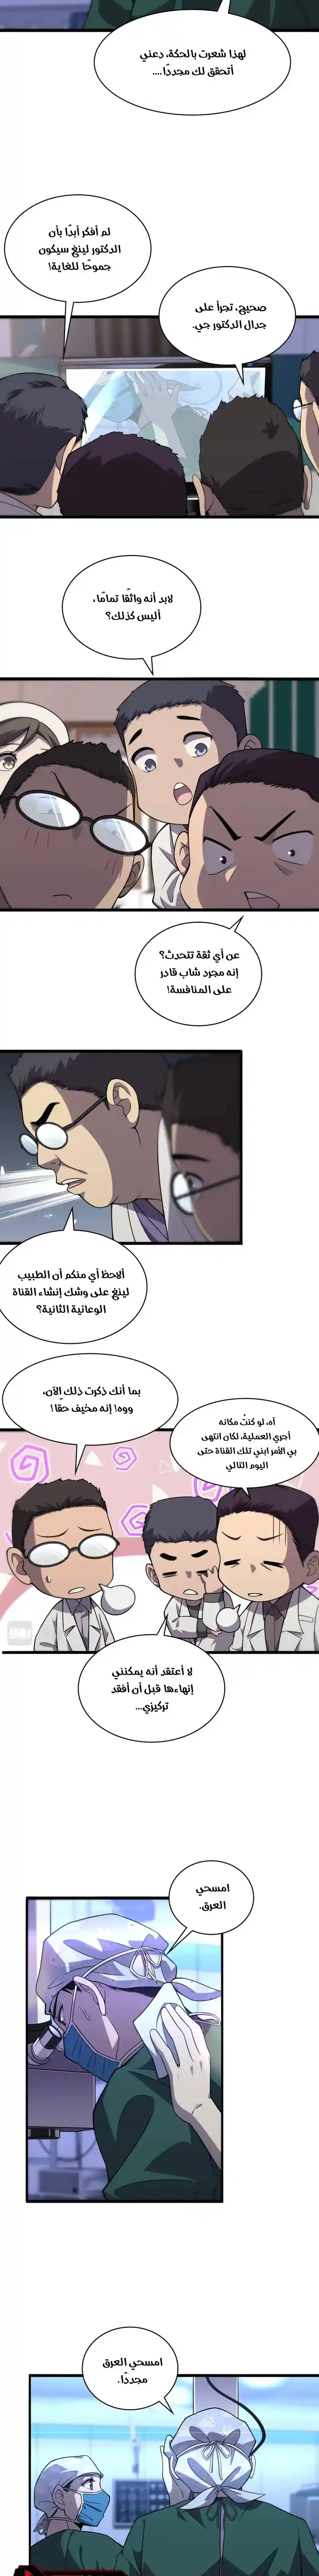 لهذا شعرت بالحكة، دعني
أتحقق لك مجددًا....
لم أفكر أبدًا بأن
الدكتور لينغ سيكون
جموحًا للغاية!
صحيح، تجرأ على
جدال الدكتور جي.
لابد أنه واثقًا تمامًا،
أليس كذلك؟
عن أي ثقة تتحدث؟
إنه مجرد شاب قادر
على المنافسة!
ألاحظ أي منكم أن الطبيب
لينغ على وشك إنشاء القناة
الوعائية الثانية؟
بما أنك ذكرت ذلك الآن،
ووه! إنه مخيف حقًا!
آه، لو كنتُ مكانه
أجري العملية، لكان انتهى
بي الأمر ابني تلك القناة حتى
اليوم التالي
لا أعتقد أنه يمكنني
إنهاءها قبل أن أفقد
تركيزي...
امسحي
العرق.
امسحي العرق
مجددًا.